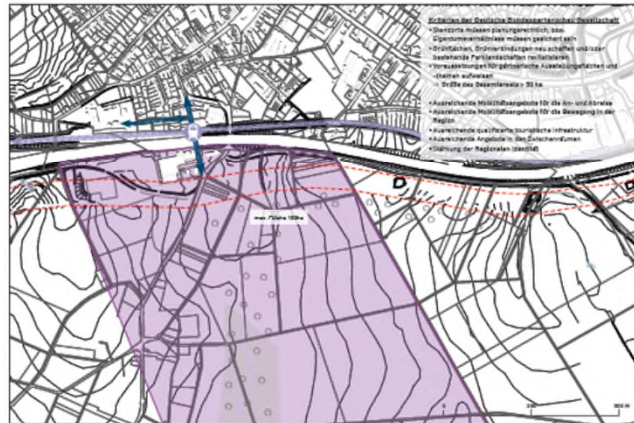 Kriterien der Deutsche Bundesgartenschau Gesellschaft
• Standorte müssen planungsrechtlich, bzw.
Eigentumsverhältnisse müssen gesichert sein
• Grünflächen, Grünverbindungen neu schaffen und/oder
bestehende Parklandschaften revitalisieren
• Voraussetzungen für gärtnerische Ausstellungsflächen und
-themen aufweisen
Größe des Gesamtareals > 50 ha
• Ausreichende Mobilitätsangebote für die An- und Abreise
• Ausreichende Mobilitätsangebote für die Bewegung in der
Region
• Ausreichende qualifizierte touristische Infrastruktur
• Ausreichende Angebote in den Zwischenräumen
• Stärkung der Regionalen Identität
D
max. Fläche 100ha
0